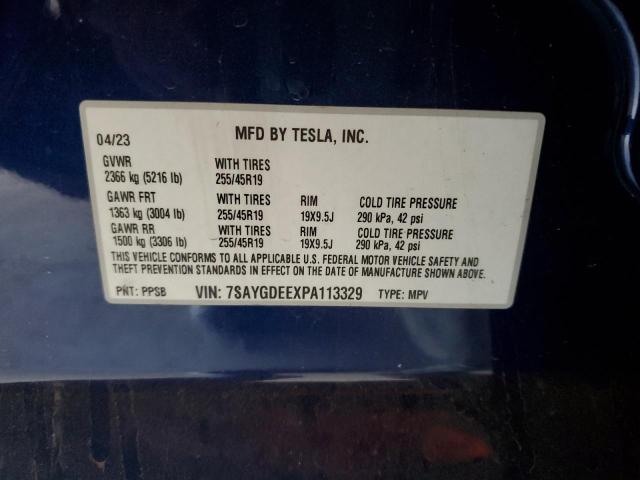 04/23 MFD BY TESLA, INC.
GVWR WITH TIRES
2366 kg (5216 lb) 255/45R19
GAWR FRT WITH TIRES RIM COLD TIRE PRESSURE
1363 kg (3004 lb) 255/45R19 19X9.5J 290 kPa, 42 psi
GAWR RR WITH TIRES RIM COLD TIRE PRESSURE
1500 kg (3306 lb) 255/45R19 19X9.5J 290 kPa, 42 psi
THIS VEHICLE CONFORMS TO ALL APPLICABLE U.S. FEDERAL MOTOR VEHICLE SAFETY AND
THEFT PREVENTION STANDARDS IN EFFECT ON THE DATE OF MANUFACTURE SHOWN ABOVE.
PNT: PPSB VIN: 7SAYGDEEXPA113329 TYPE: MPV